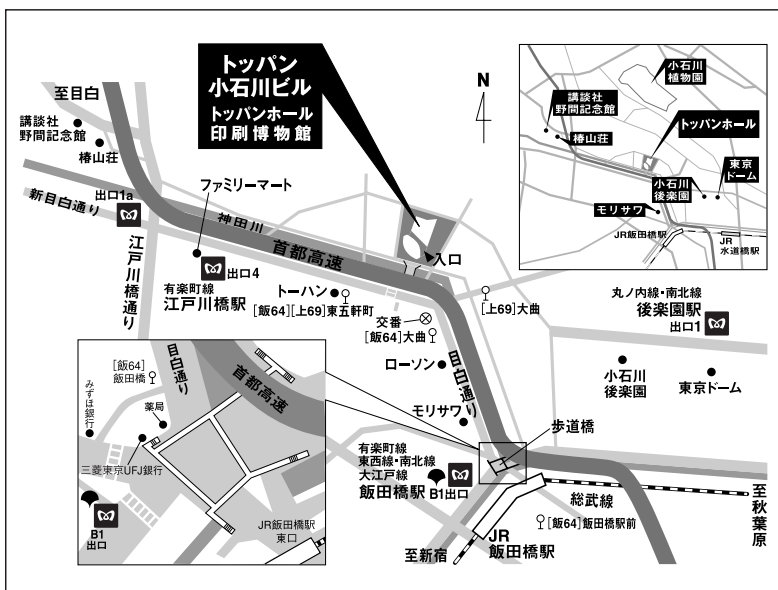 トッパン
小石川ビル
トッパンホール
印刷博物館
N
至目白
講談社
野間記念館
椿山荘
新目白通り
出口1a
ファミリーマート
神田川
首都高速
江戸川橋通り
出口4
有楽町線
江戸川橋駅
トーハン
[飯64][上69]東五軒町
入口
交番
[飯64]大曲
[上69]大曲
ローソン
目白通り
モリサワ
丸ノ内線・南北線
後楽園駅
出口1
小石川
後楽園
東京ドーム
歩道橋
有楽町線
東西線・南北線
大江戸線
飯田橋駅
B1出口
総武線
至秋葉原
[飯64]飯田橋駅前
JR
飯田橋駅
至新宿
小石川
植物園
講談社
野間記念館
椿山荘
トッパンホール
小石川
後楽園
東京
ドーム
モリサワ
JR飯田橋駅
JR
水道橋駅
[飯64]
飯田橋
目白通り
首都高速
みずほ銀行
薬局
三菱東京UFJ銀行
B1
出口
JR飯田橋駅
東口